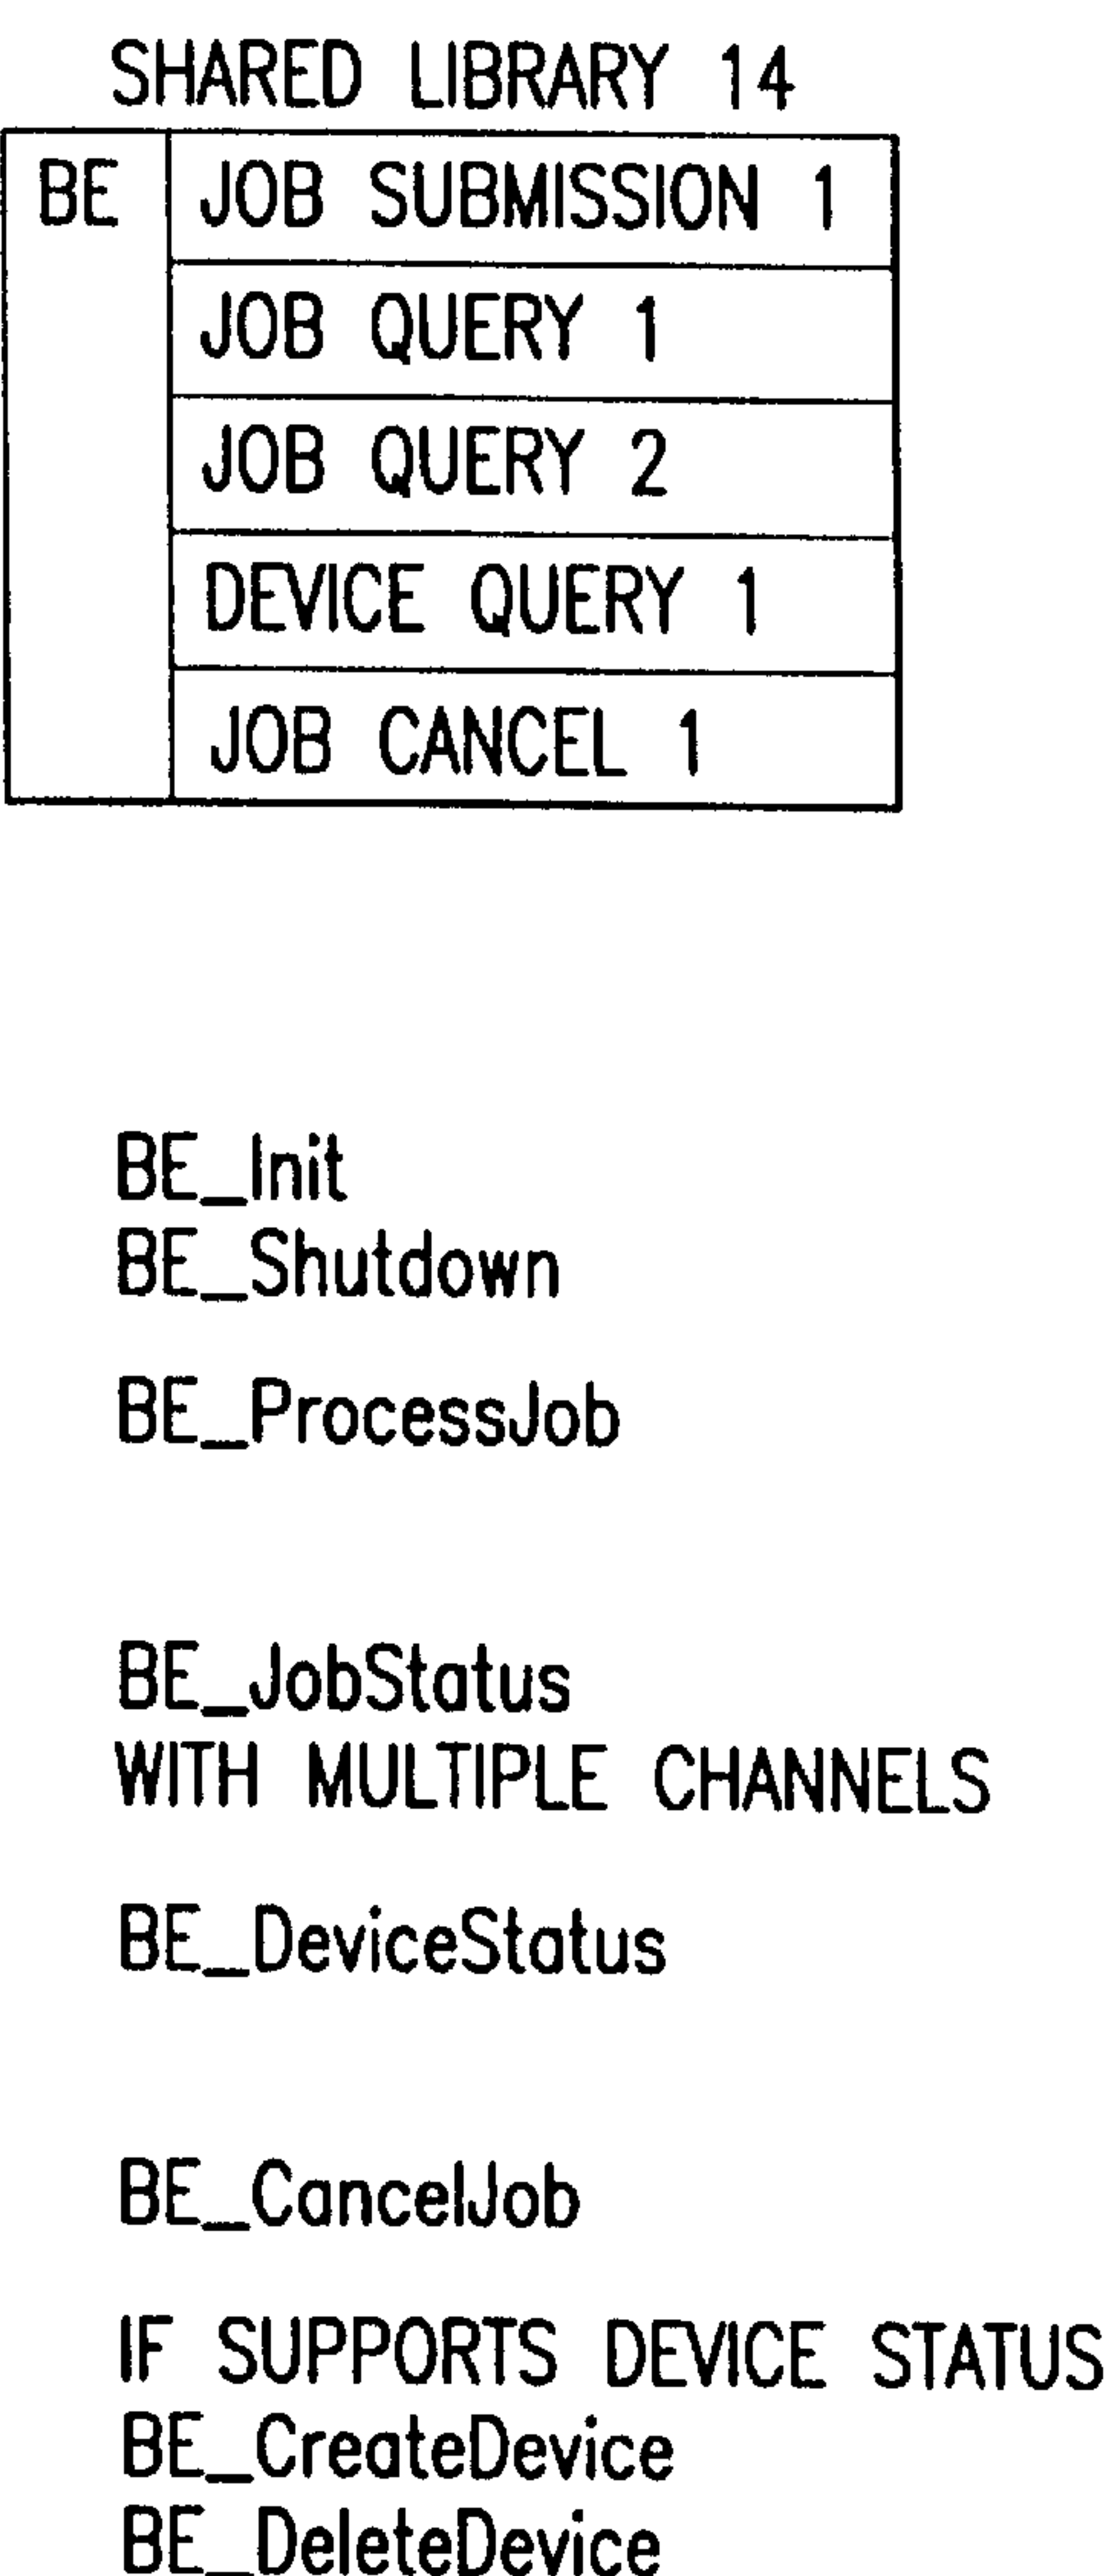 SHARED LIBRARY 14
BE JOB SUBMISSION 1
JOB QUERY 1
JOB QUERY 2
DEVICE QUERY 1
JOB CANCEL 1
BE_Init
BE_Shutdown
BE_ProcessJob
BE_JobStatus
WITH MULTIPLE CHANNELS
BE_DeviceStatus
BE_CancelJob
IF SUPPORTS DEVICE STATUS
BE_CreateDevice
BE_DeleteDevice